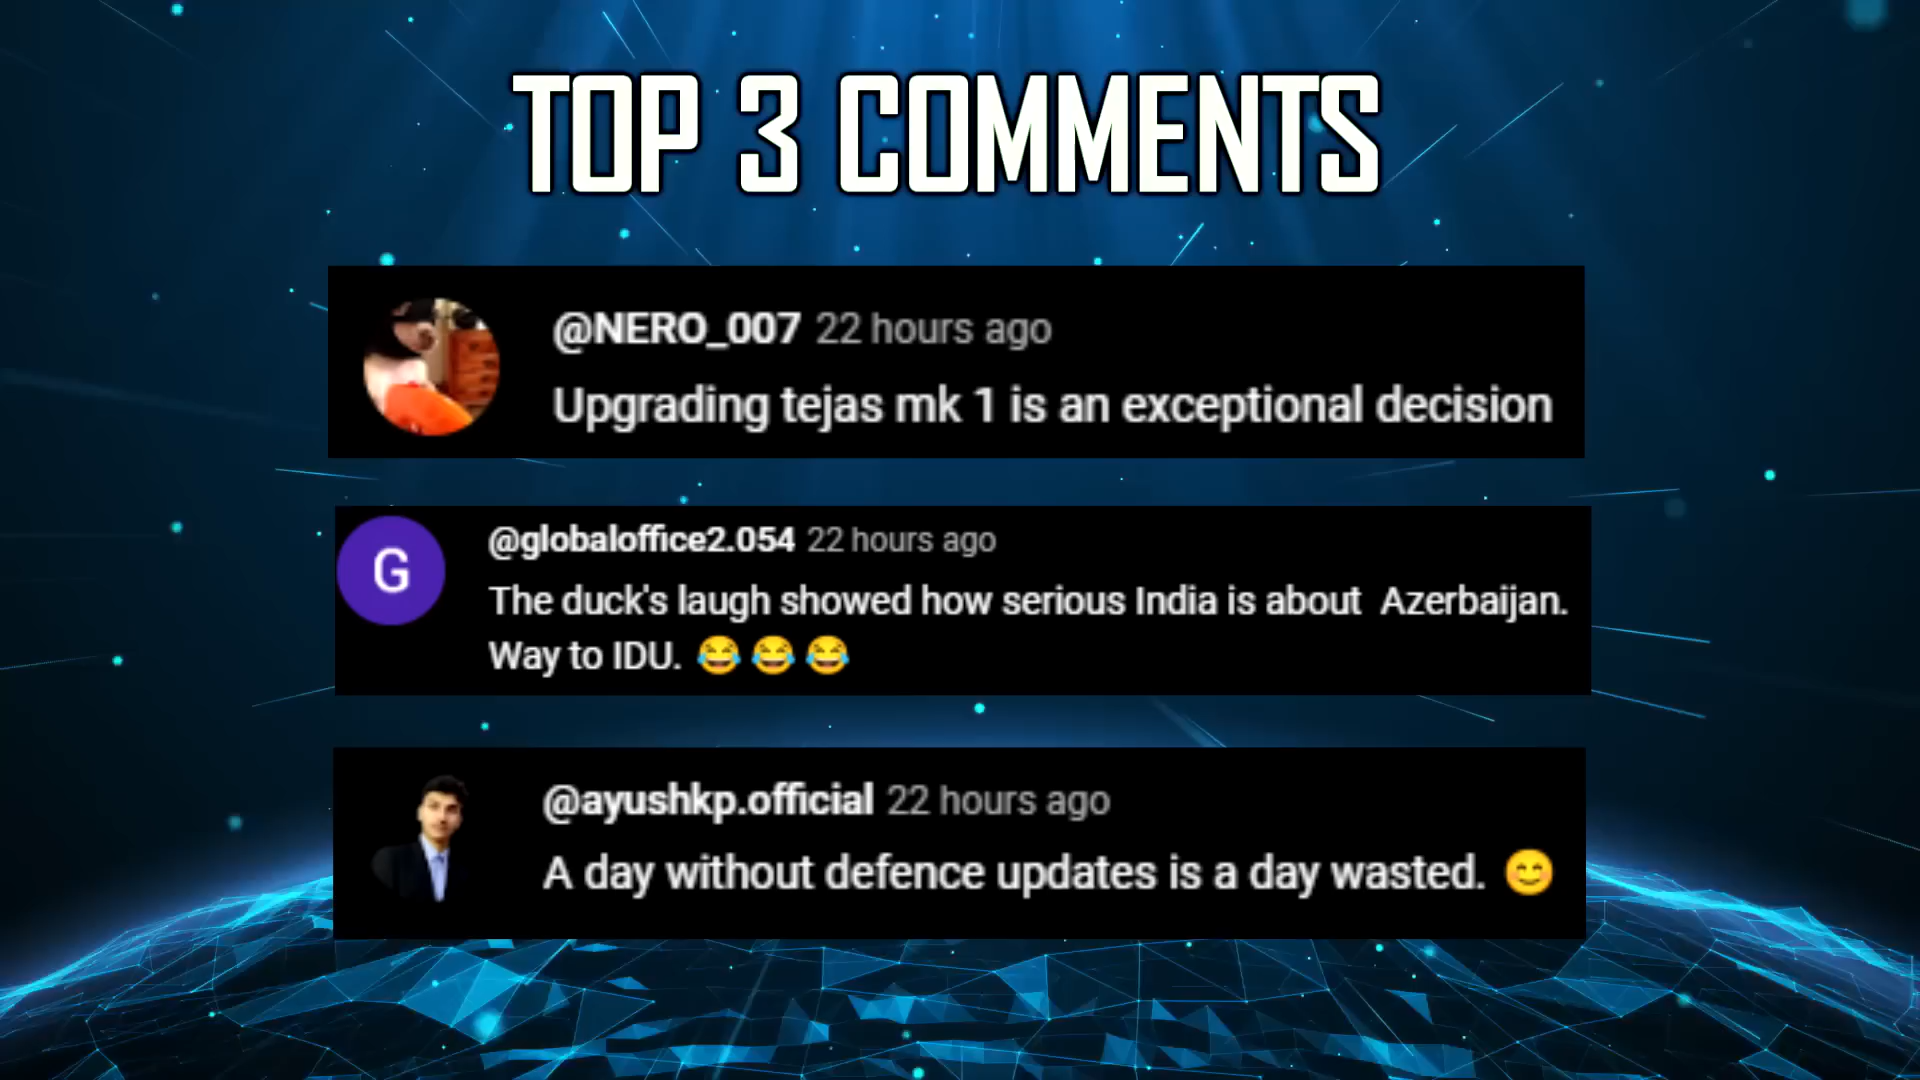 TOP 3 COMMENTS
@NERO_007 22 hours ago
Upgrading tejas mk 1 is an exceptional decision
G
@globaloffice2.054 22 hours ago
The duck's laugh showed how serious India is about Azerbaijan.
Way to IDU. 😂😂😂
@ayushkp.official 22 hours ago
A day without defence updates is a day wasted. 😊